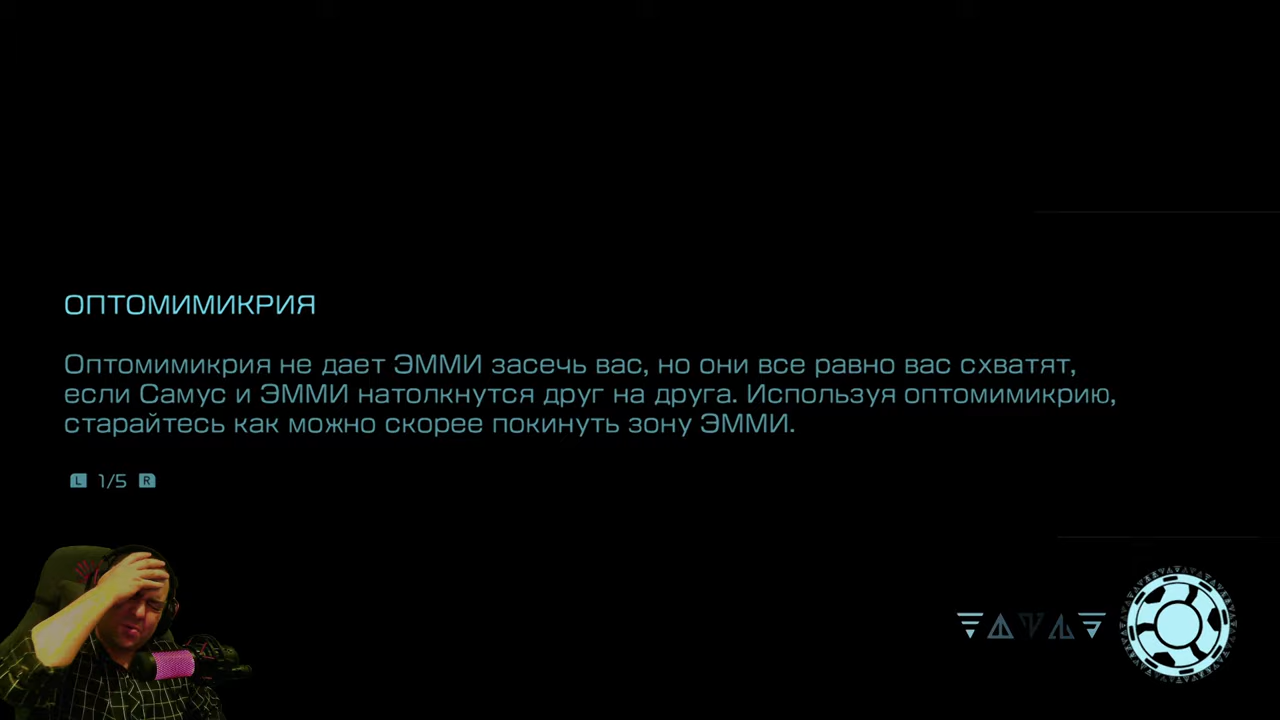 ОПТОМИМИКРИЯ
Оптомимикрия не дает ЭММИ засечь вас, но они все равно вас схватят,
если Самус и ЭММИ натолкнутся друг на друга. Используя оптомимикрию,
старайтесь как можно скорее покинуть зону ЭММИ.
L 1/5 R